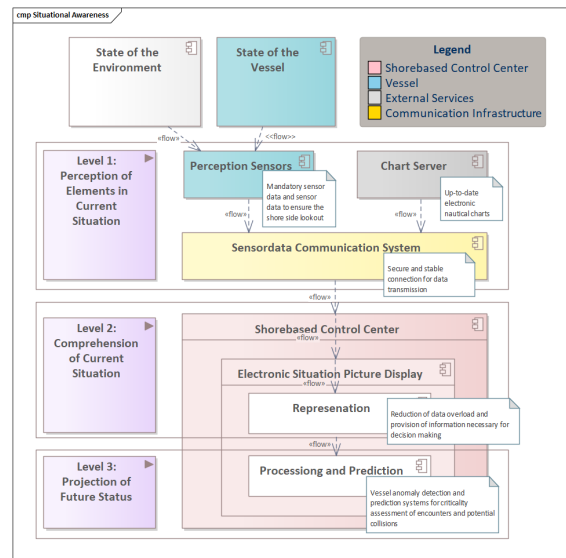 cmp Situational Awareness
State of the
Environment
State of the
Vessel
Legend
Shorebased Control Center
Vessel
External Services
Communication Infrastructure
«flow»
<<flow>>
Level 1:
Perception of
Elements in
Current
Situation
Perception Sensors
Mandatory sensor
data and sensor
data to ensure the
shore side lookout
Chart Server
Up-to-date
electronic
nautical charts
«flow»
«flow»
Sensordata Communication System
Secure and stable
connection for data
transmission
«flow»
Level 2:
Comprehension
of Current
Situation
Shorebased Control Center
«flow»
Electronic Situation Picture Display
«flow»
Represenation
Reduction of data overload and
provision of information necessary for
decision making
«flow»
Level 3:
Projection of
Future Status
Processiong and Prediction
Vessel anomaly detection and
prediction systems for criticality
assessment of encounters and potential
collisions